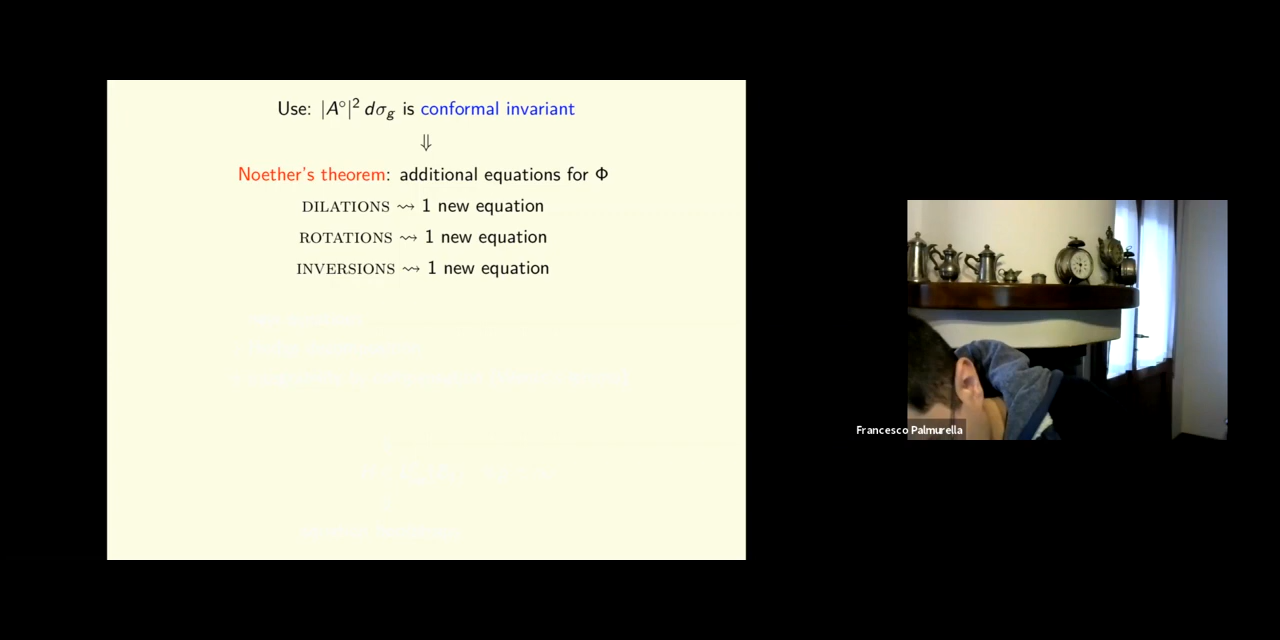 Use: |A°|² dσ_g is conformal invariant
⇓
Noether's theorem: additional equations for Φ
DILATIONS ⇝ 1 new equation
ROTATIONS ⇝ 1 new equation
INVERSIONS ⇝ 1 new equation
Francesco Palmurella